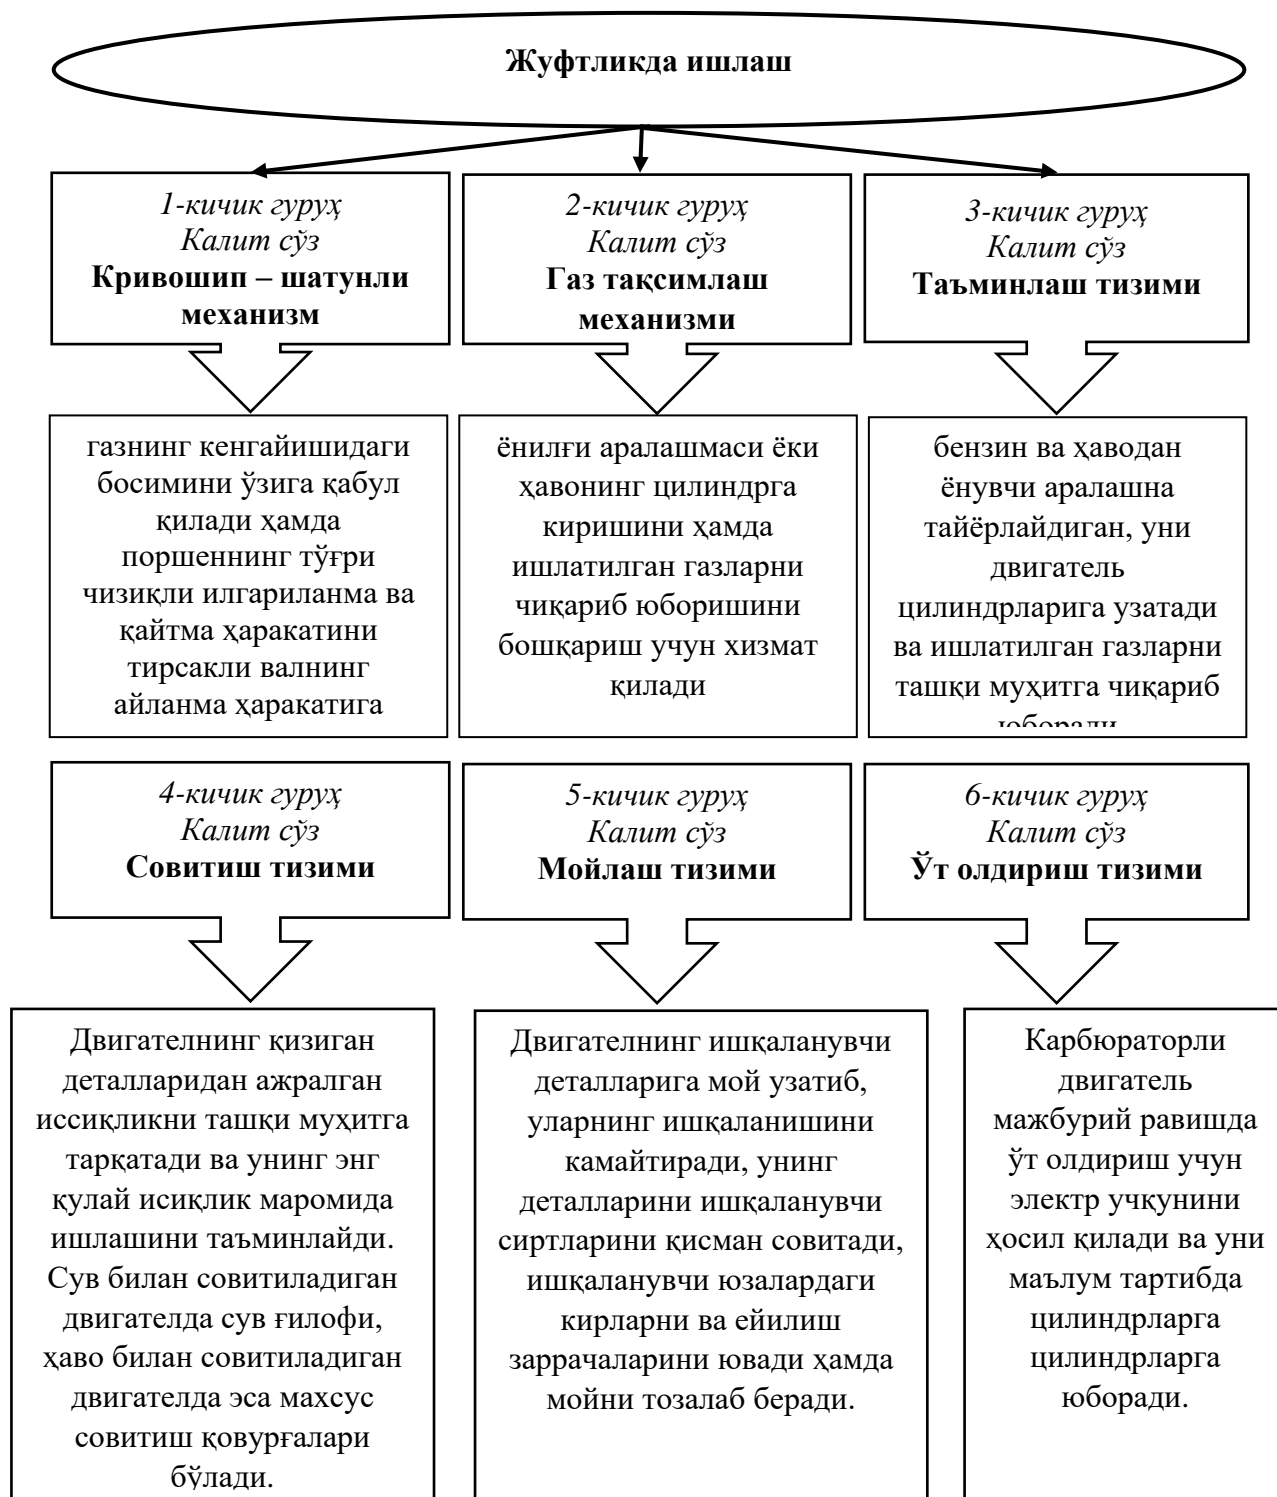 Жуфтликда ишлаш
1-кичик гуруҳ
Калит сўз
Кривошип – шатунли
механизм
2-кичик гуруҳ
Калит сўз
Газ тақсимлаш
механизми
3-кичик гуруҳ
Калит сўз
Таъминлаш тизими
газнинг кенгайишидаги
босимини ўзига қабул
қилади ҳамда
поршеннинг тўғри
чизиқли илгариланма ва
қайтма ҳаракатини
тирсакли валнинг
айланма ҳаракатига
ёнилғи аралашмаси ёки
ҳавонинг цилиндрга
киришини ҳамда
ишлатилган газларни
чиқариб юборишини
бошқариш учун хизмат
қилади
бензин ва ҳаводан
ёнувчи аралашна
тайёрлайдиган, уни
двигатель
цилиндрларига узатади
ва ишлатилган газларни
ташқи муҳитга чиқариб
юборади
4-кичик гуруҳ
Калит сўз
Совитиш тизими
5-кичик гуруҳ
Калит сўз
Мойлаш тизими
6-кичик гуруҳ
Калит сўз
Ўт олдириш тизими
Двигателнинг қизиган
деталларидан ажралган
иссиқликни ташқи муҳитга
тарқатади ва унинг энг
қулай исиқлик маромида
ишлашини таъминлайди.
Сув билан совитиладиган
двигателда сув ғилофи,
ҳаво билан совитиладиган
двигателда эса махсус
совитиш қовурғалари
бўлади.
Двигателнинг ишқаланувчи
деталларига мой узатиб,
уларнинг ишқаланишини
камайтиради, унинг
деталларини ишқаланувчи
сиртларини қисман совитади,
ишқаланувчи юзалардаги
кирларни ва ейилиш
заррачаларини ювади ҳамда
мойни тозалаб беради.
Карбюраторли
двигатель
мажбурий равишда
ўт олдириш учун
электр учқунини
ҳосил қилади ва уни
маълум тартибда
цилиндрларга
цилиндрларга
юборади.